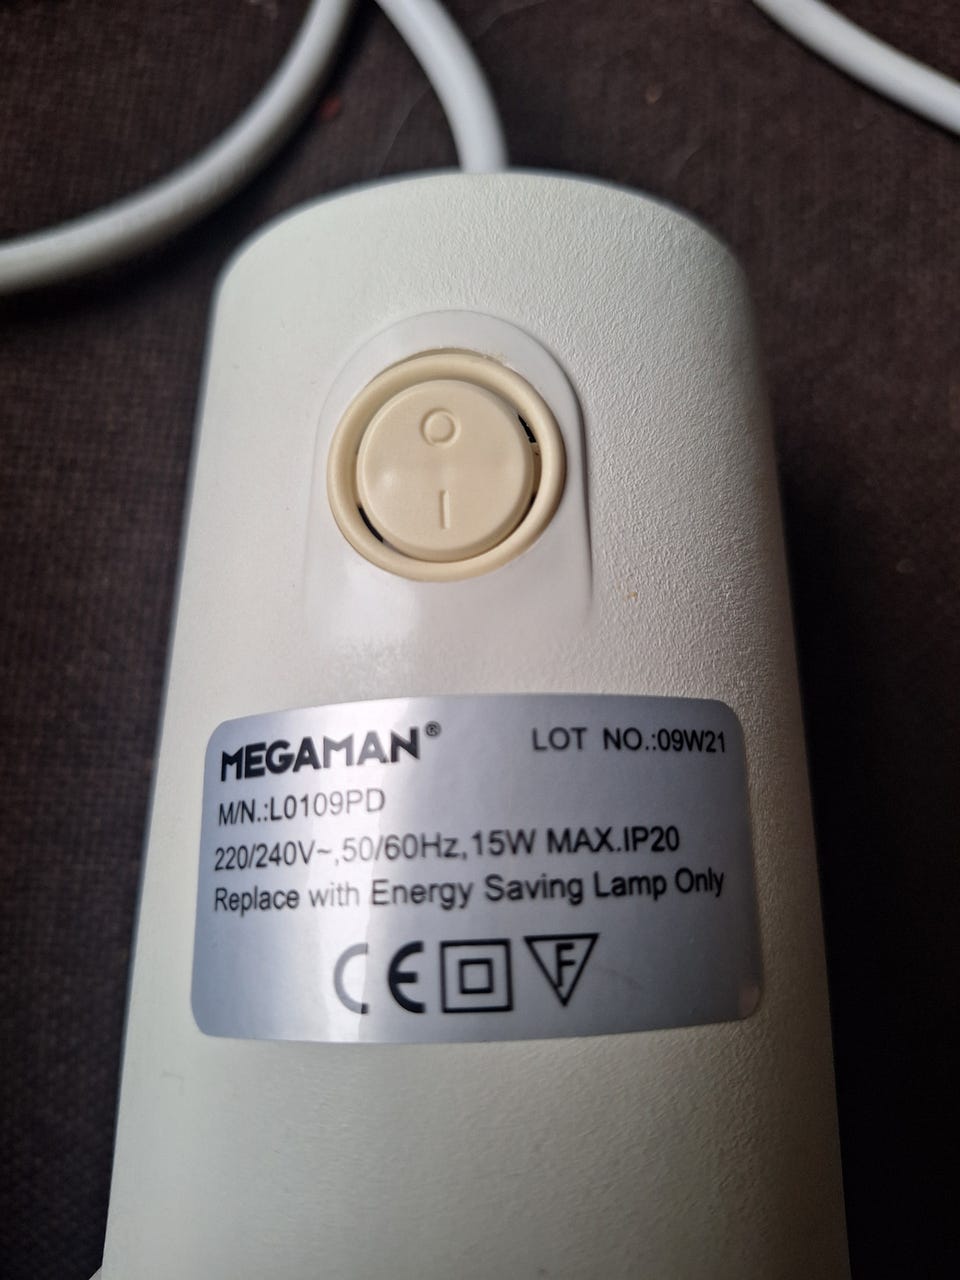 O
I
MEGAMAN® LOT NO.:09W21
M/N.:L0109PD
220/240V~,50/60Hz,15W MAX.IP20
Replace with Energy Saving Lamp Only
CE F